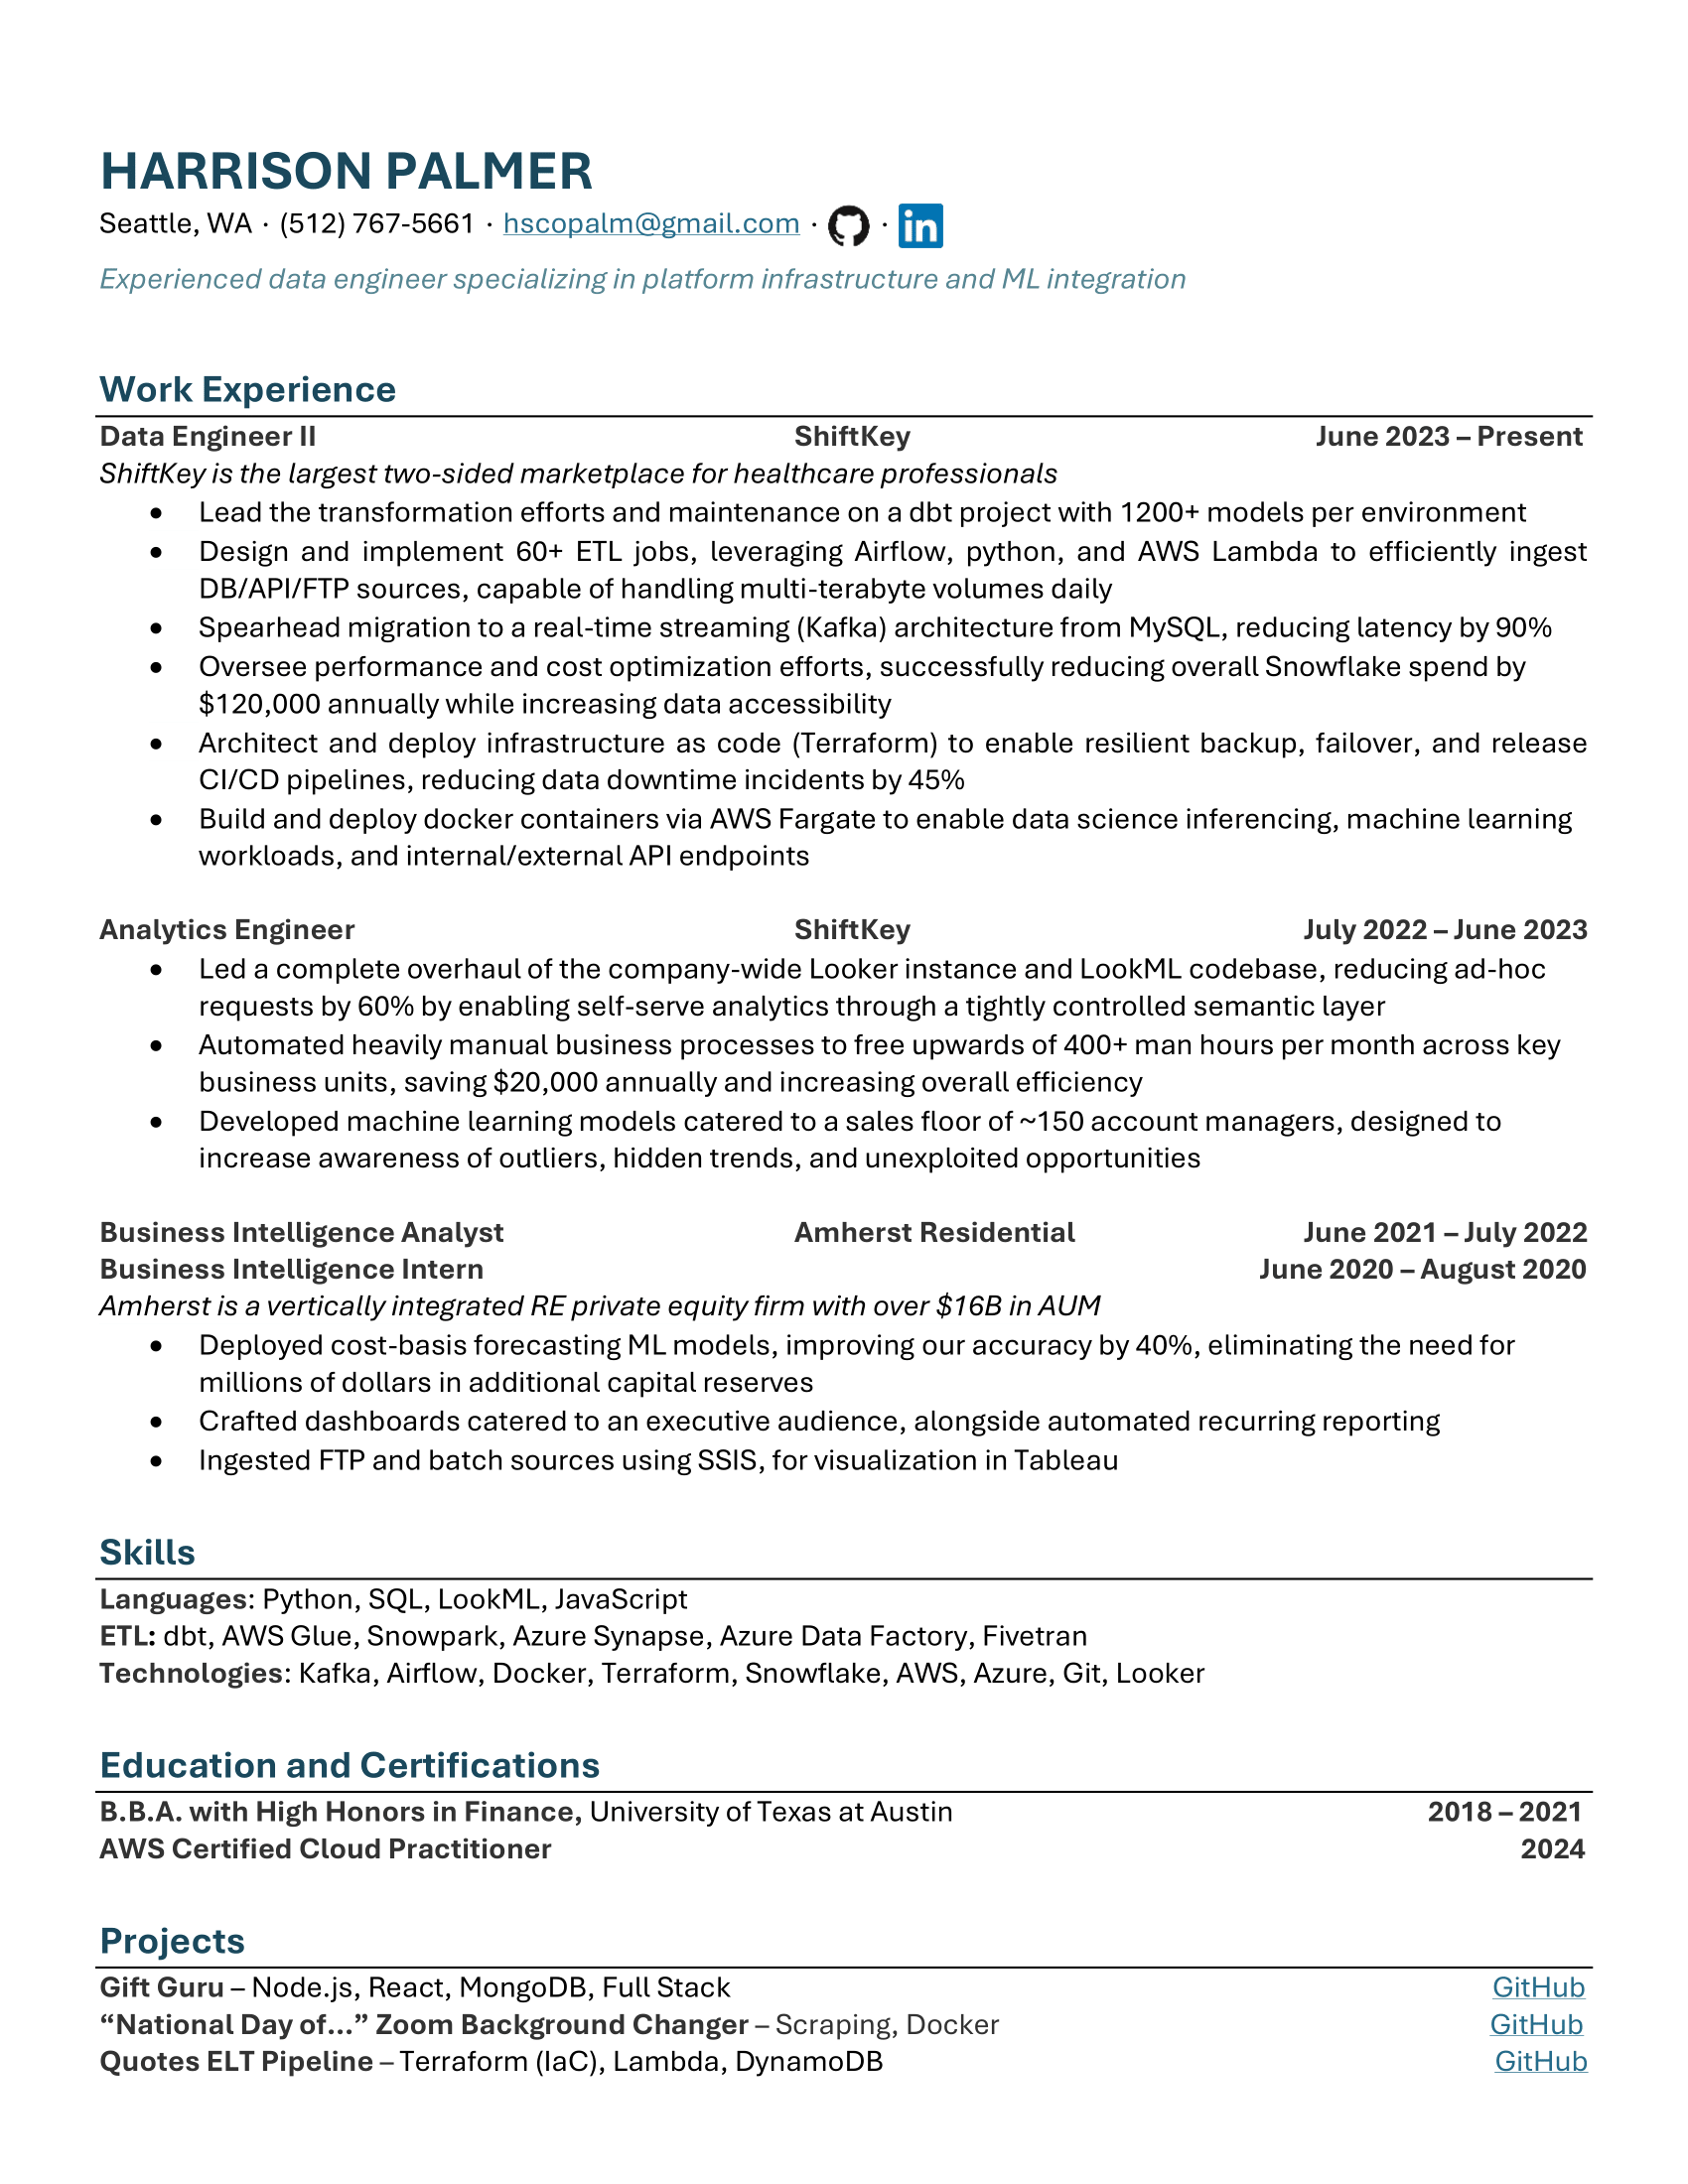 HARRISON PALMER
Seattle, WA · (512) 767-5661 · hscopalm@gmail.com · · in
Experienced data engineer specializing in platform infrastructure and ML integration
Work Experience
Data Engineer II ShiftKey June 2023 – Present
ShiftKey is the largest two-sided marketplace for healthcare professionals
• Lead the transformation efforts and maintenance on a dbt project with 1200+ models per environment
• Design and implement 60+ ETL jobs, leveraging Airflow, python, and AWS Lambda to efficiently ingest
DB/API/FTP sources, capable of handling multi-terabyte volumes daily
• Spearhead migration to a real-time streaming (Kafka) architecture from MySQL, reducing latency by 90%
• Oversee performance and cost optimization efforts, successfully reducing overall Snowflake spend by
$120,000 annually while increasing data accessibility
• Architect and deploy infrastructure as code (Terraform) to enable resilient backup, failover, and release
CI/CD pipelines, reducing data downtime incidents by 45%
• Build and deploy docker containers via AWS Fargate to enable data science inferencing, machine learning
workloads, and internal/external API endpoints
Analytics Engineer ShiftKey July 2022 – June 2023
• Led a complete overhaul of the company-wide Looker instance and LookML codebase, reducing ad-hoc
requests by 60% by enabling self-serve analytics through a tightly controlled semantic layer
• Automated heavily manual business processes to free upwards of 400+ man hours per month across key
business units, saving $20,000 annually and increasing overall efficiency
• Developed machine learning models catered to a sales floor of ~150 account managers, designed to
increase awareness of outliers, hidden trends, and unexploited opportunities
Business Intelligence Analyst Amherst Residential June 2021 – July 2022
Business Intelligence Intern June 2020 – August 2020
Amherst is a vertically integrated RE private equity firm with over $16B in AUM
• Deployed cost-basis forecasting ML models, improving our accuracy by 40%, eliminating the need for
millions of dollars in additional capital reserves
• Crafted dashboards catered to an executive audience, alongside automated recurring reporting
• Ingested FTP and batch sources using SSIS, for visualization in Tableau
Skills
Languages: Python, SQL, LookML, JavaScript
ETL: dbt, AWS Glue, Snowpark, Azure Synapse, Azure Data Factory, Fivetran
Technologies: Kafka, Airflow, Docker, Terraform, Snowflake, AWS, Azure, Git, Looker
Education and Certifications
B.B.A. with High Honors in Finance, University of Texas at Austin 2018 – 2021
AWS Certified Cloud Practitioner 2024
Projects
Gift Guru – Node.js, React, MongoDB, Full Stack GitHub
“National Day of…” Zoom Background Changer – Scraping, Docker GitHub
Quotes ELT Pipeline – Terraform (IaC), Lambda, DynamoDB GitHub